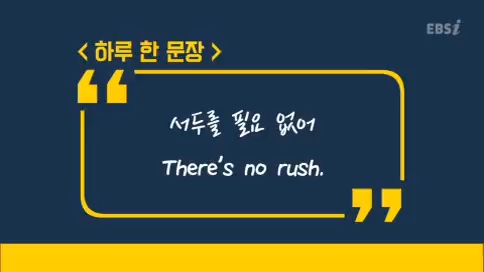 EBSi
< 하루 한 문장 >
서두를 필요 없어
There's no rush.